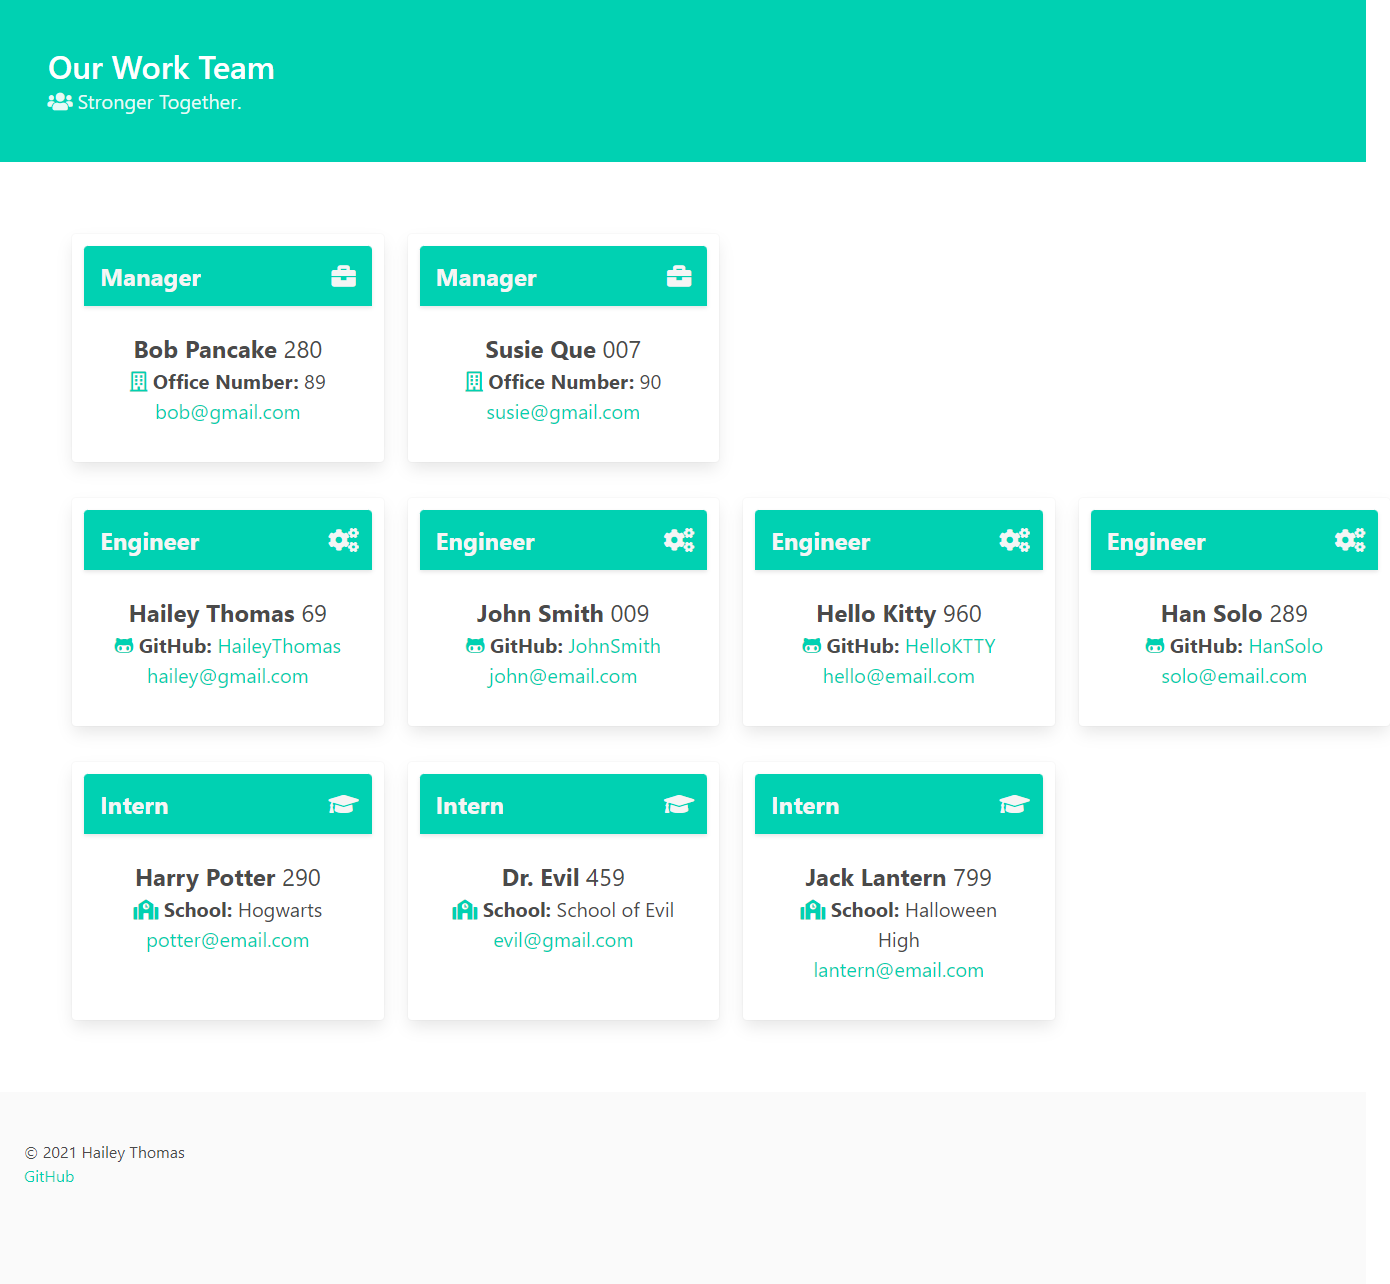 Our Work Team
Stronger Together.
Manager
Bob Pancake 280
Office Number: 89
bob@gmail.com
Manager
Susie Que 007
Office Number: 90
susie@gmail.com
Engineer
Hailey Thomas 69
GitHub: HaileyThomas
hailey@gmail.com
Engineer
John Smith 009
GitHub: JohnSmith
john@email.com
Engineer
Hello Kitty 960
GitHub: HelloKTTY
hello@email.com
Engineer
Han Solo 289
GitHub: HanSolo
solo@email.com
Intern
Harry Potter 290
School: Hogwarts
potter@email.com
Intern
Dr. Evil 459
School: School of Evil
evil@gmail.com
Intern
Jack Lantern 799
School: Halloween
High
lantern@email.com
© 2021 Hailey Thomas
GitHub